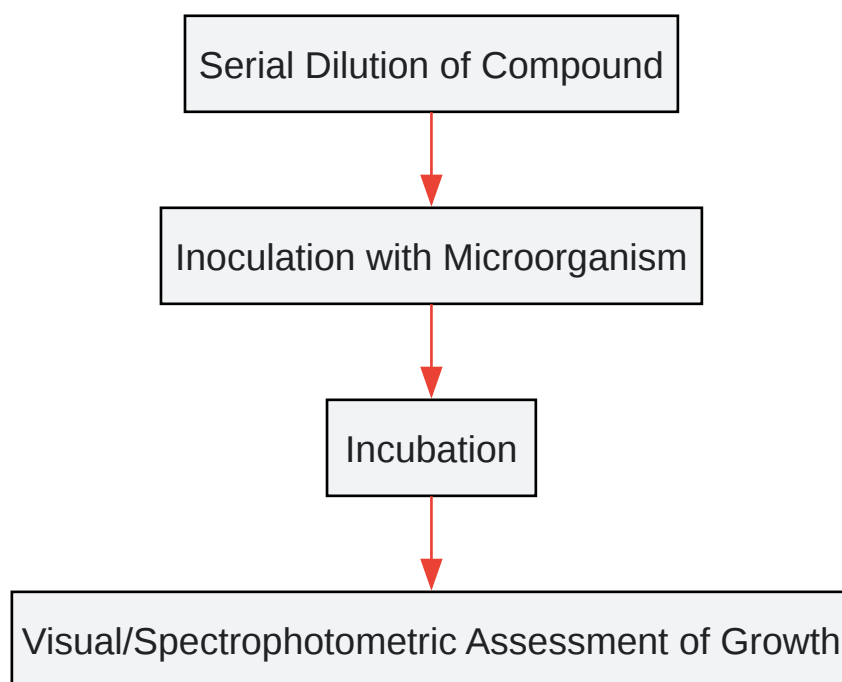 Serial Dilution of Compound
Inoculation with Microorganism
Incubation
Visual/Spectrophotometric Assessment of Growth